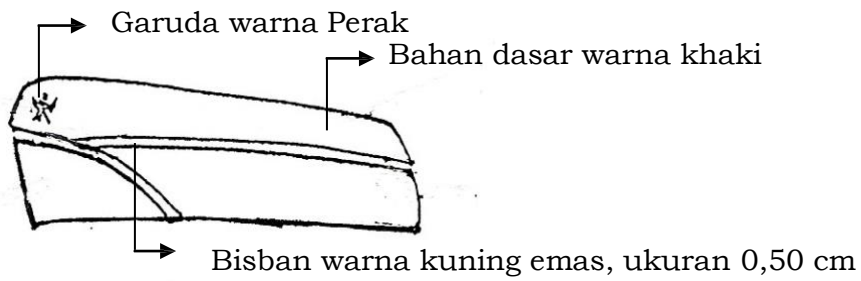 Garuda warna Perak
Bahan dasar warna khaki
Bisban warna kuning emas, ukuran 0,50 cm